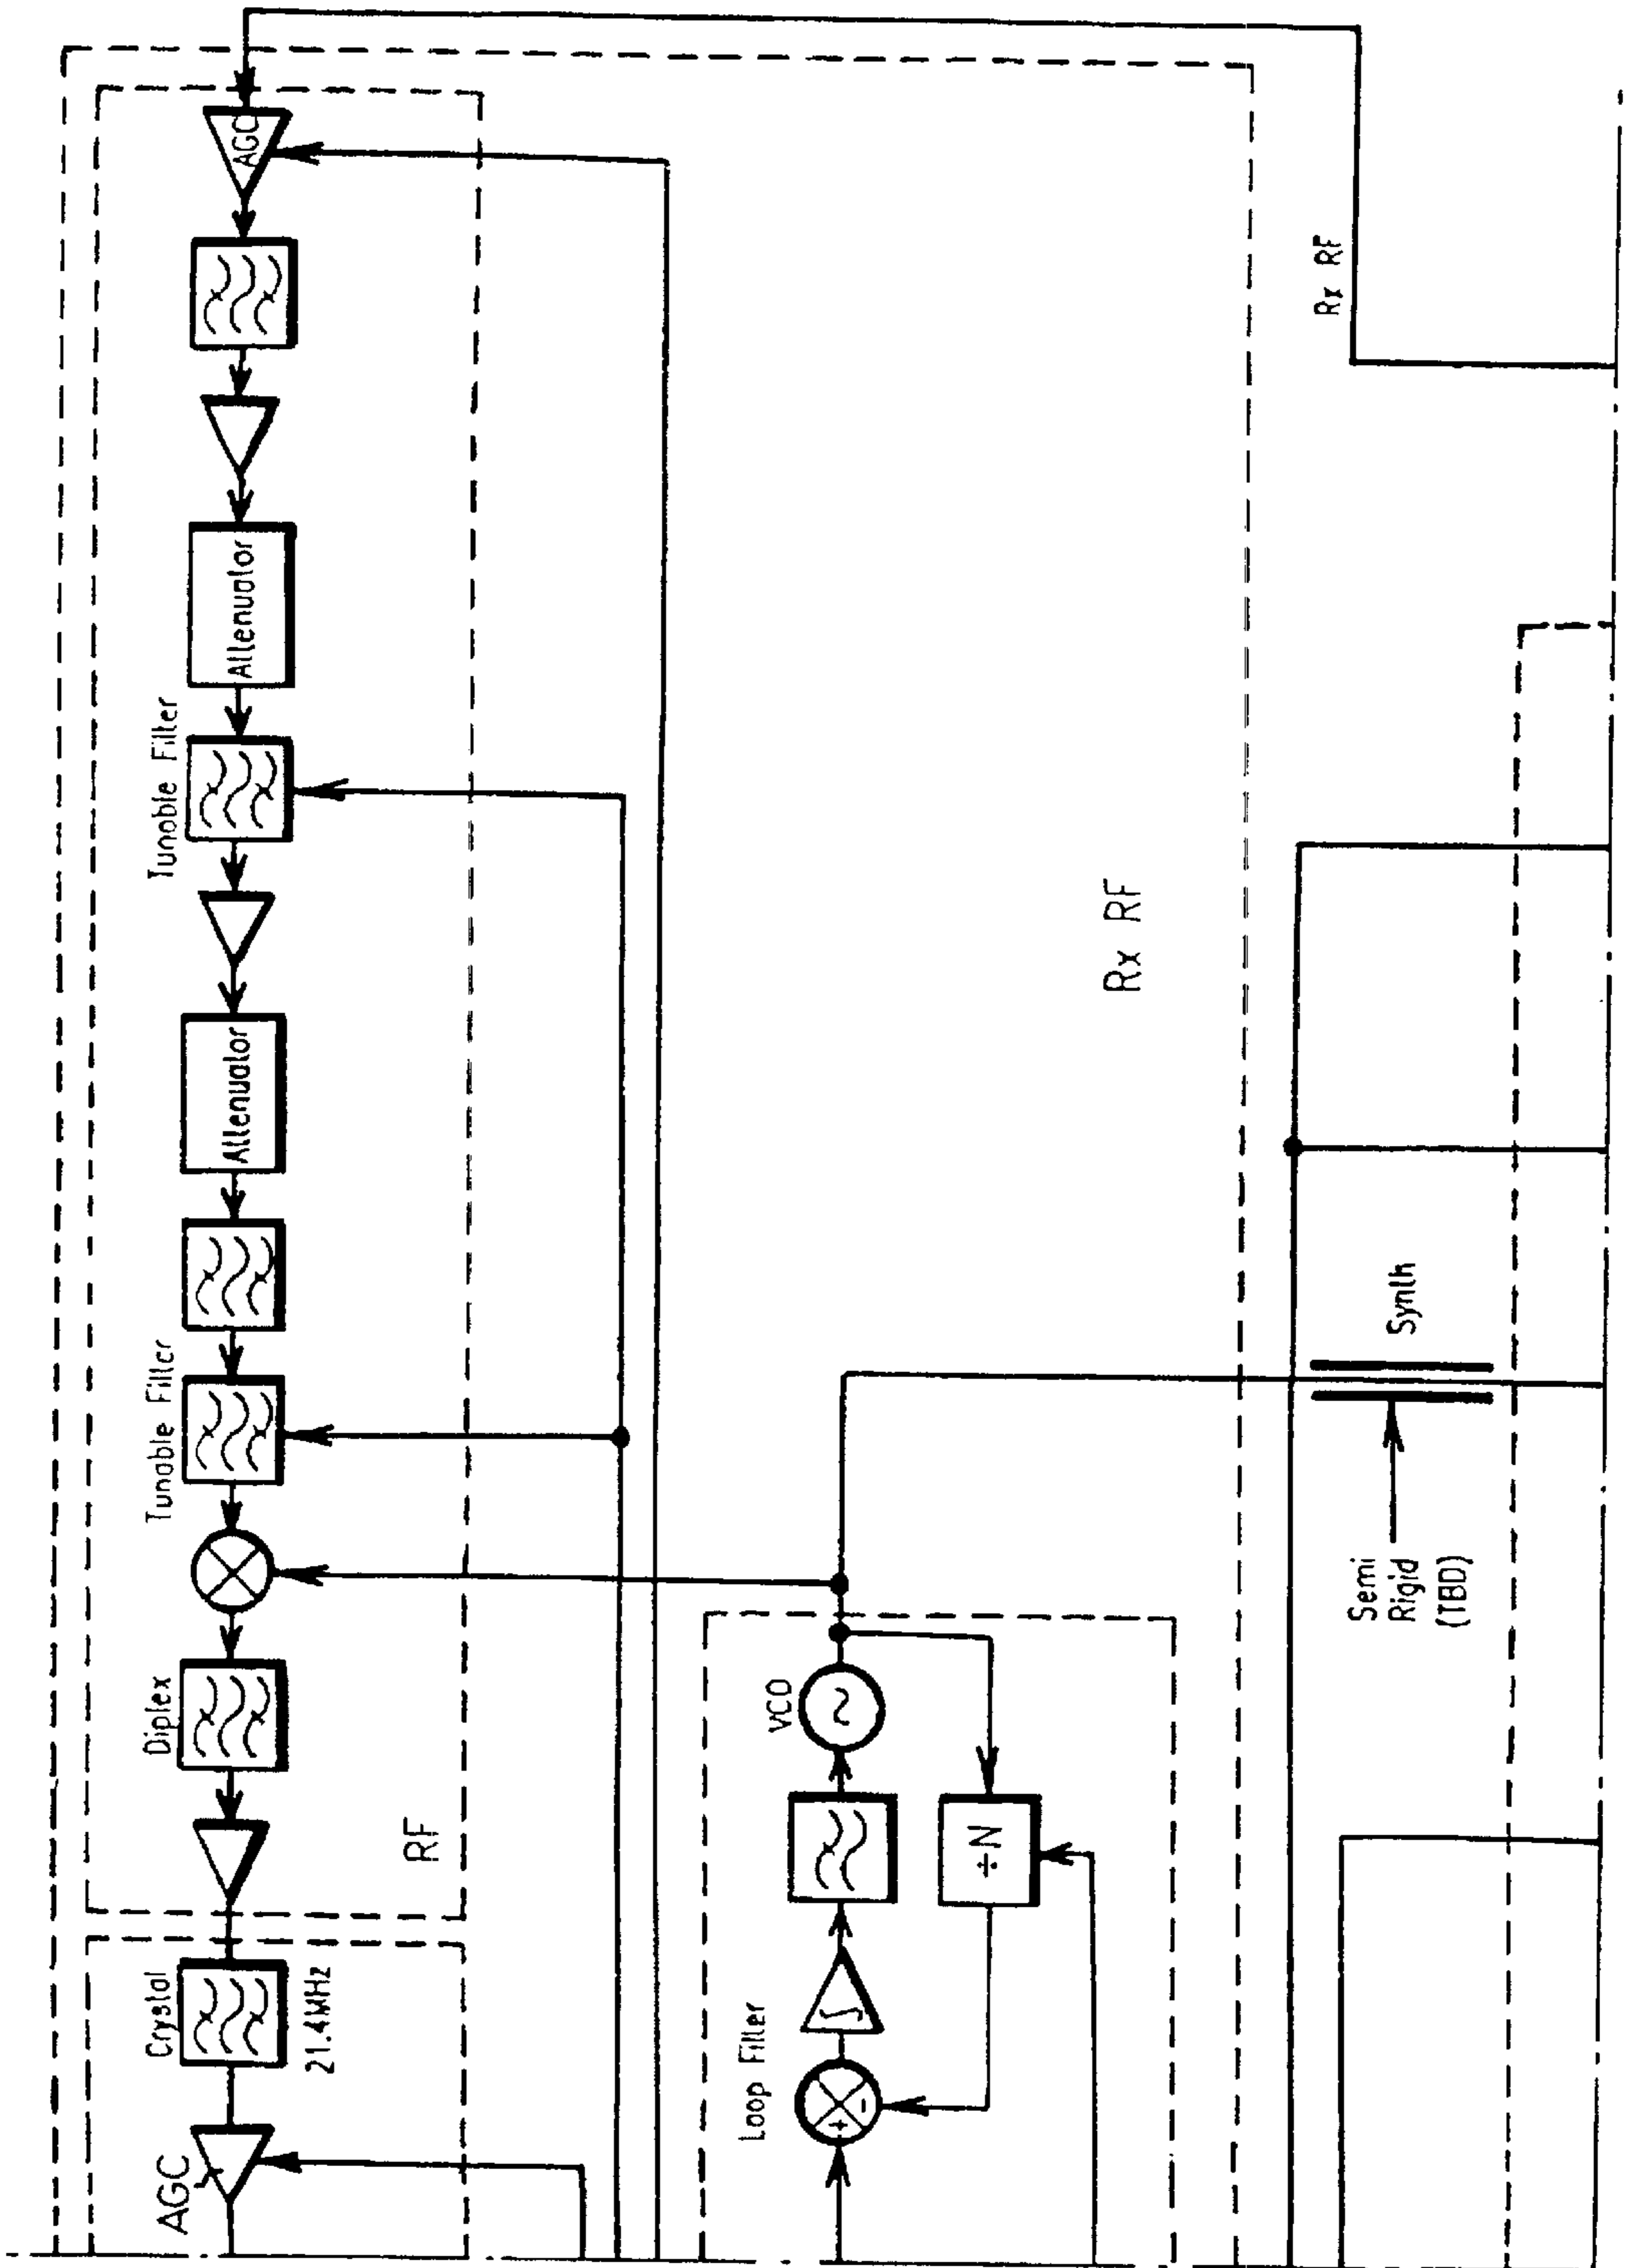 AGC
Attenuator
Tunable Filter
Attenuator
Tunable Filter
Diplex
RF
Crystal
21.4MHz
AGC
Rx RF
Rx RF
VCO
÷N
Loop Filter
+
-
Synth
Semi
Rigid
(TBD)